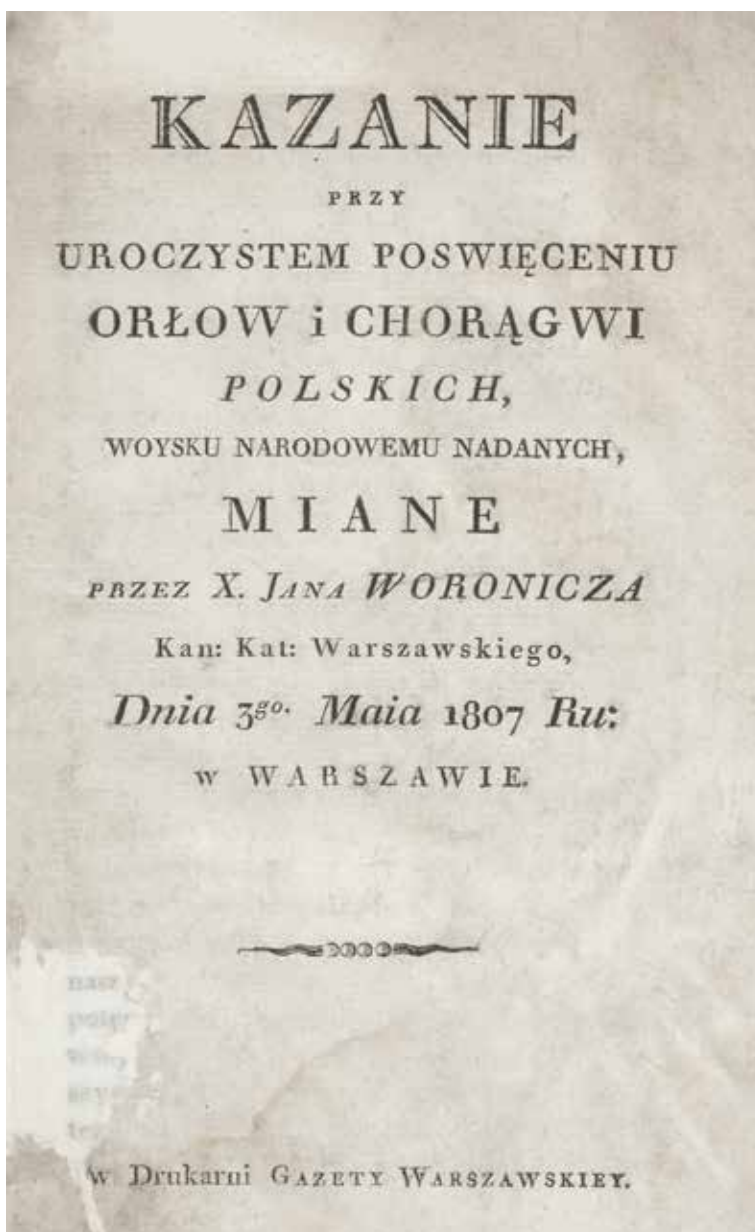 KAZANIE
PRZY
UROCZYSTEM POSWIĘCENIU
ORŁOW i CHORĄGWI
POLSKICH,
WOYSKU NARODOWEMU NADANYCH,
MIANE
PRZEZ X. JANA WORONICZA
Kan: Kat: Warszawskiego,
Dnia 3go. Maia 1807 Ru:
w WARSZAWIE.
w Drukarni GAZETY WARSZAWSKIEY.